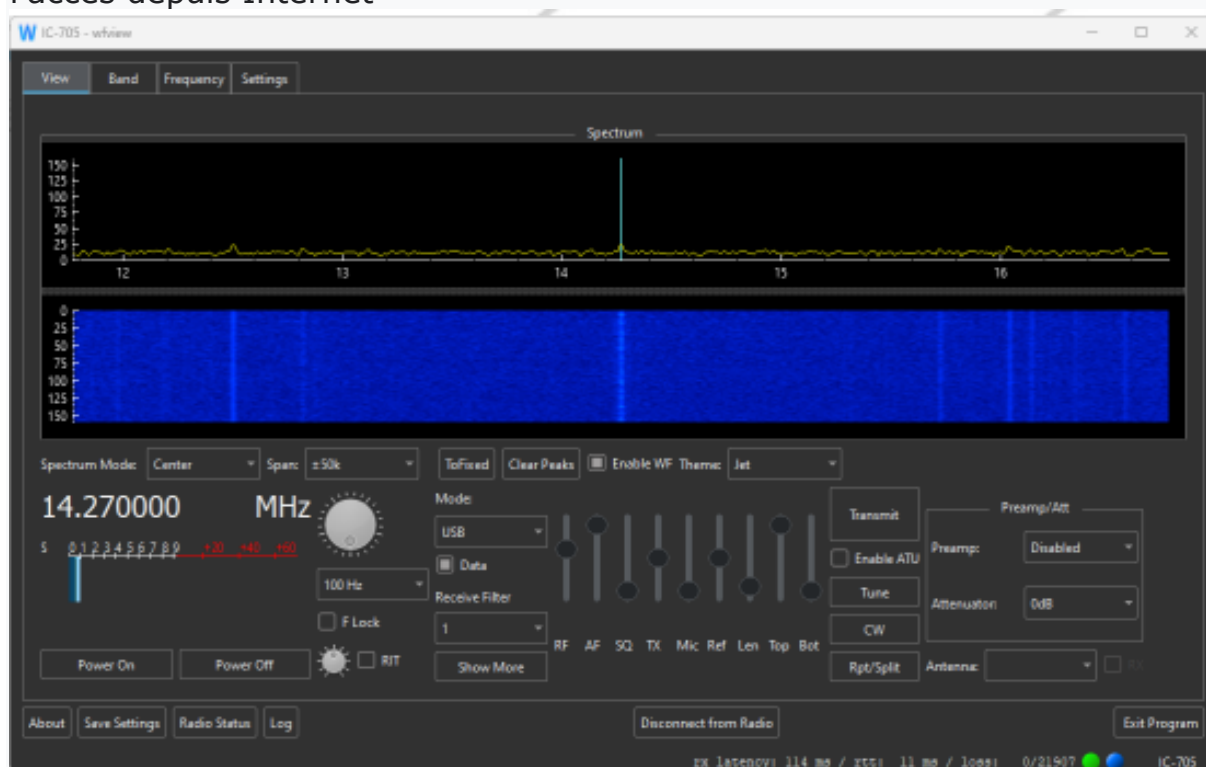 l'accès depuis Internet
W IC-705 - wfview
View Band Frequency Settings
Spectrum
150
125
100
75
50
25
0
12 13 14 15 16
0
25
50
75
100
125
150
Spectrum Mode: Center Span: ±50k ToFixed Clear Peaks Enable WF Theme: Jet
14.270000 MHz
S 0 1 2 3 4 5 6 7 8 9 +20 +40 +60
100 Hz
F Lock
RIT
Power On Power Off
Mode:
USB
Data
Receive Filter
1
Show More
RF AF SQ TX Mic Ref Len Top Bot
Transmit
Enable ATU
Tune
CW
Rpt/Split
Preamp/Att
Preamp: Disabled
Attenuator: 0dB
Antenna: RX
About Save Settings Radio Status Log Disconnect from Radio Exit Program
rx latency: 114 ms / rtt: 11 ms / loss: 0/21907 IC-705